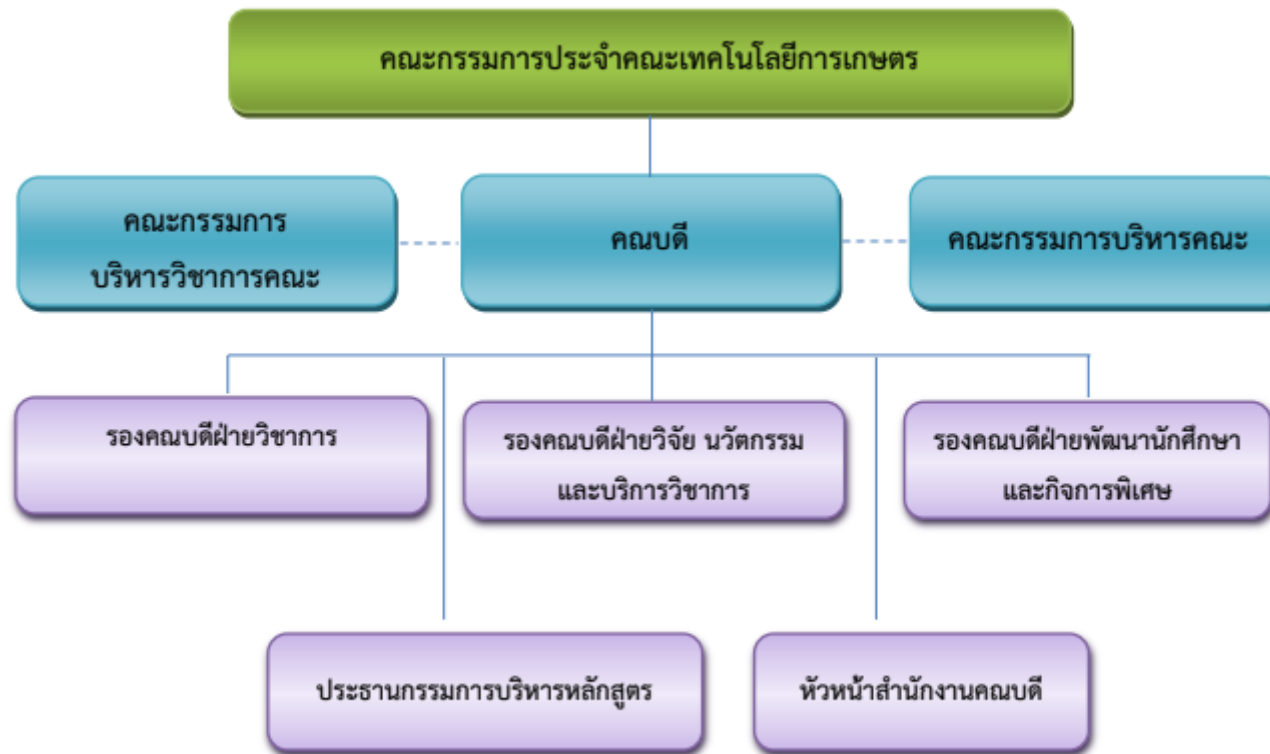 คณะกรรมการประจำคณะเทคโนโลยีการเกษตร
คณะกรรมการ
บริหารวิชาการคณะ
คณบดี
คณะกรรมการบริหารคณะ
รองคณบดีฝ่ายวิชาการ
รองคณบดีฝ่ายวิจัย นวัตกรรม
และบริการวิชาการ
รองคณบดีฝ่ายพัฒนานักศึกษา
และกิจการพิเศษ
ประธานกรรมการบริหารหลักสูตร
หัวหน้าสำนักงานคณบดี